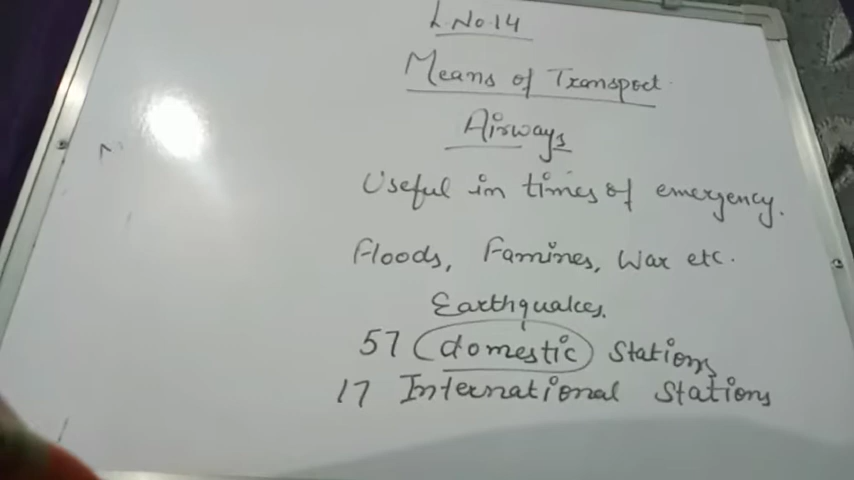 L.No.14
Means of Transport
Airways
Useful in times of emergency.
Floods, Famines, War etc.
Earthquakes.
57 domestic Stations
17 International Stations